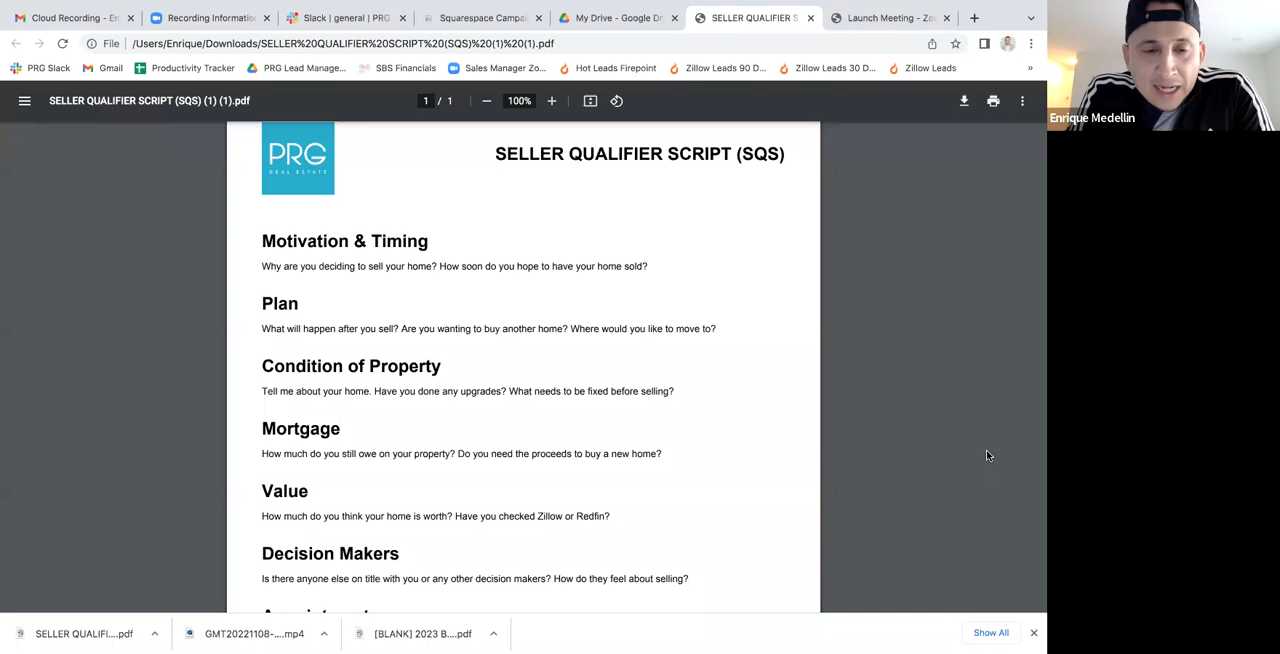 Cloud Recording - En
Recording Informatio
Slack | general | PRG
Squarespace Campai
My Drive - Google Dr
SELLER QUALIFIER S
Launch Meeting - Zoo
File
/Users/Enrique/Downloads/SELLER%20QUALIFIER%20SCRIPT%20(SQS)%20(1)%20(1).pdf
PRG Slack
Gmail
Productivity Tracker
PRG Lead Manage...
SBS Financials
Sales Manager Zo...
Hot Leads Firepoint
Zillow Leads 90 D...
Zillow Leads 30 D...
Zillow Leads
»
SELLER QUALIFIER SCRIPT (SQS) (1) (1).pdf
1 / 1
100%
Enrique Medellin
PRG
REAL ESTATE
SELLER QUALIFIER SCRIPT (SQS)
Motivation & Timing
Why are you deciding to sell your home? How soon do you hope to have your home sold?
Plan
What will happen after you sell? Are you wanting to buy another home? Where would you like to move to?
Condition of Property
Tell me about your home. Have you done any upgrades? What needs to be fixed before selling?
Mortgage
How much do you still owe on your property? Do you need the proceeds to buy a new home?
Value
How much do you think your home is worth? Have you checked Zillow or Redfin?
Decision Makers
Is there anyone else on title with you or any other decision makers? How do they feel about selling?
SELLER QUALIFI....pdf
GMT20221108-....mp4
[BLANK] 2023 B....pdf
Show All